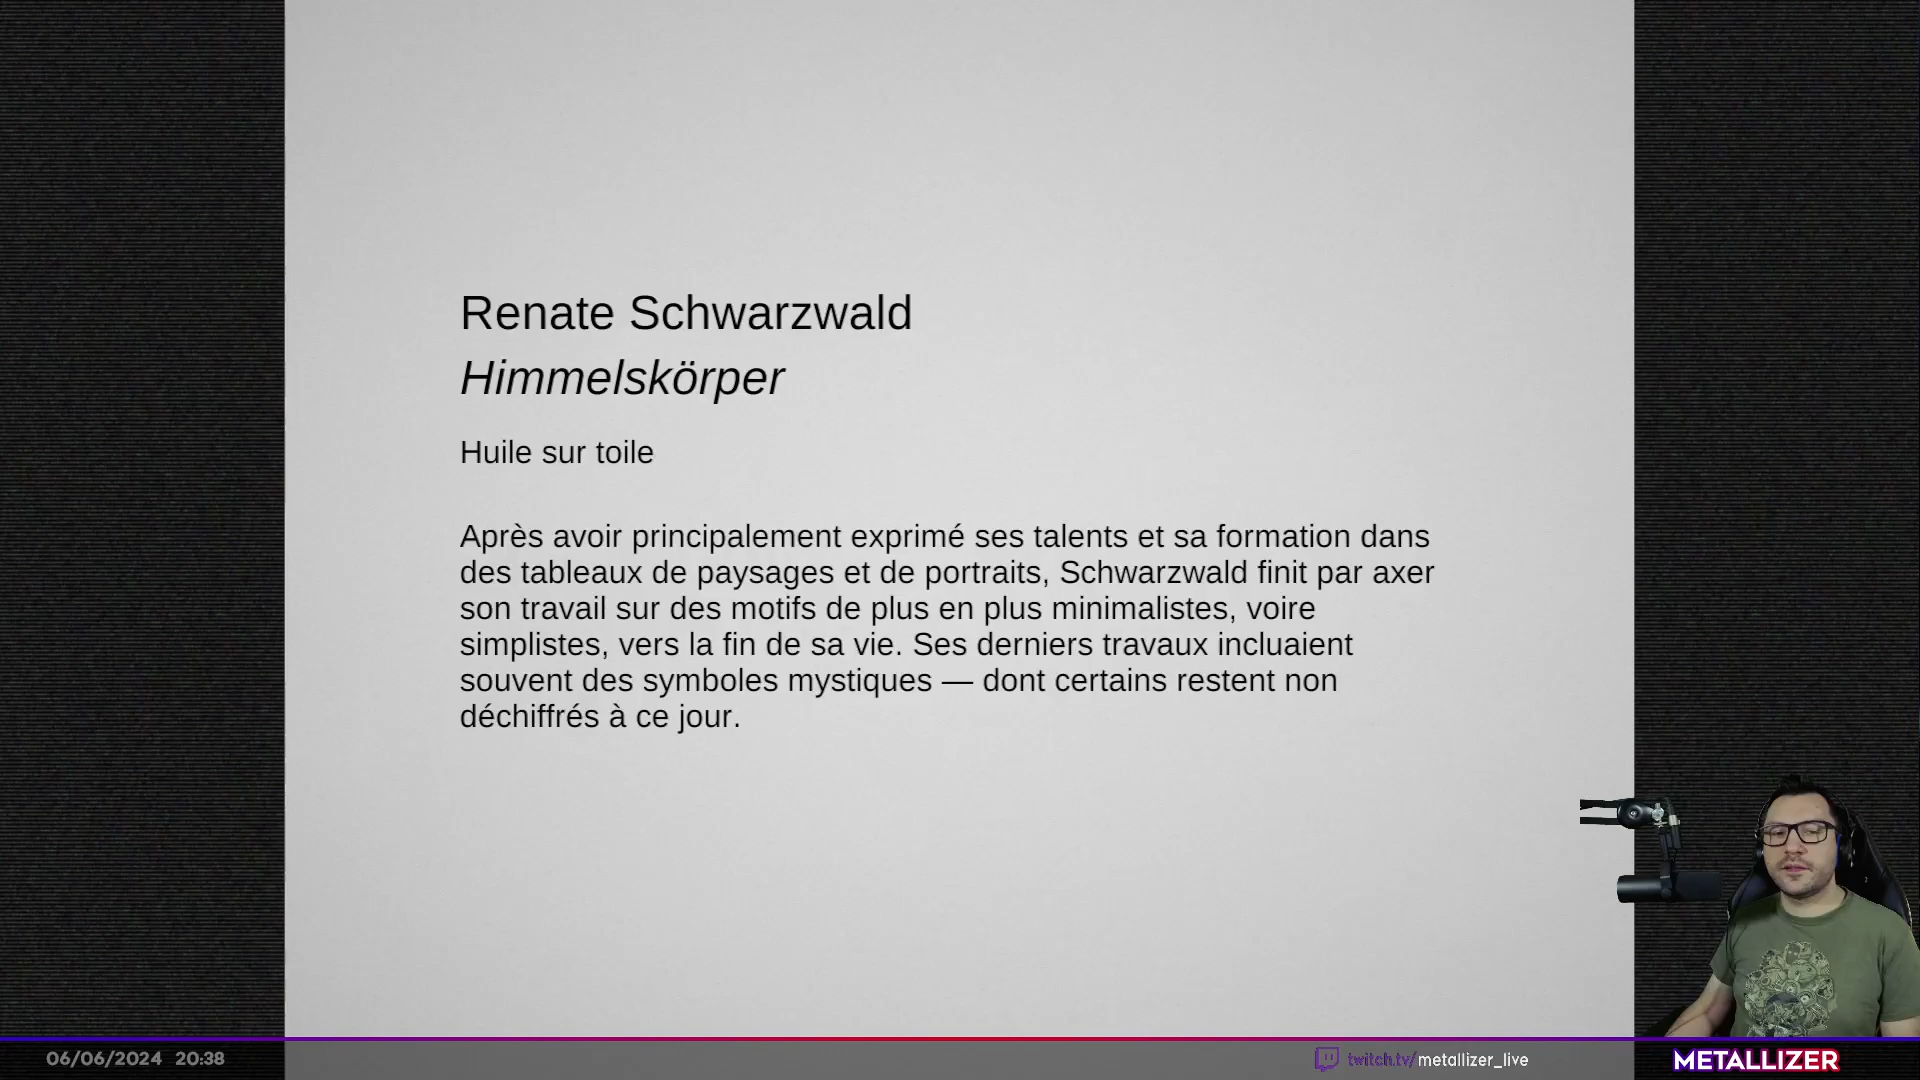 Renate Schwarzwald
Himmelskörper
Huile sur toile
Après avoir principalement exprimé ses talents et sa formation dans
des tableaux de paysages et de portraits, Schwarzwald finit par axer
son travail sur des motifs de plus en plus minimalistes, voire
simplistes, vers la fin de sa vie. Ses derniers travaux incluaient
souvent des symboles mystiques — dont certains restent non
déchiffrés à ce jour.
06/06/2024 20:38
twitch.tv/metallizer_live
METALLIZER